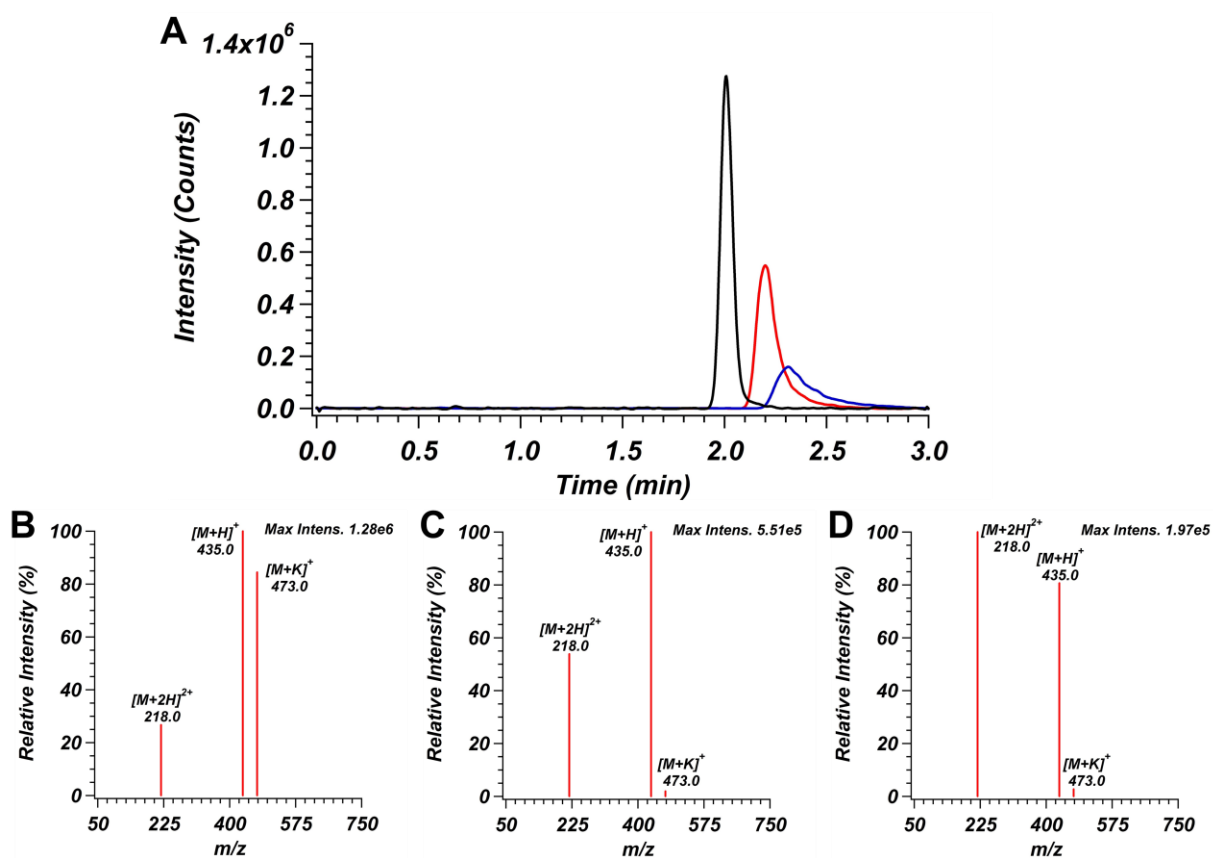 A
1.4x10^6
1.2
1.0
0.8
0.6
0.4
0.2
0.0
Intensity (Counts)
0.0 0.5 1.0 1.5 2.0 2.5 3.0
Time (min)
B
Relative Intensity (%)
100
80
60
40
20
0
[M+H]^+
435.0
Max Intens. 1.28e6
[M+K]^+
473.0
[M+2H]^2+
218.0
50 225 400 575 750
m/z
C
Relative Intensity (%)
100
80
60
40
20
0
[M+H]^+
435.0
Max Intens. 5.51e5
[M+2H]^2+
218.0
[M+K]^+
473.0
50 225 400 575 750
m/z
D
Relative Intensity (%)
100
80
60
40
20
0
[M+2H]^2+
218.0
Max Intens. 1.97e5
[M+H]^+
435.0
[M+K]^+
473.0
50 225 400 575 750
m/z